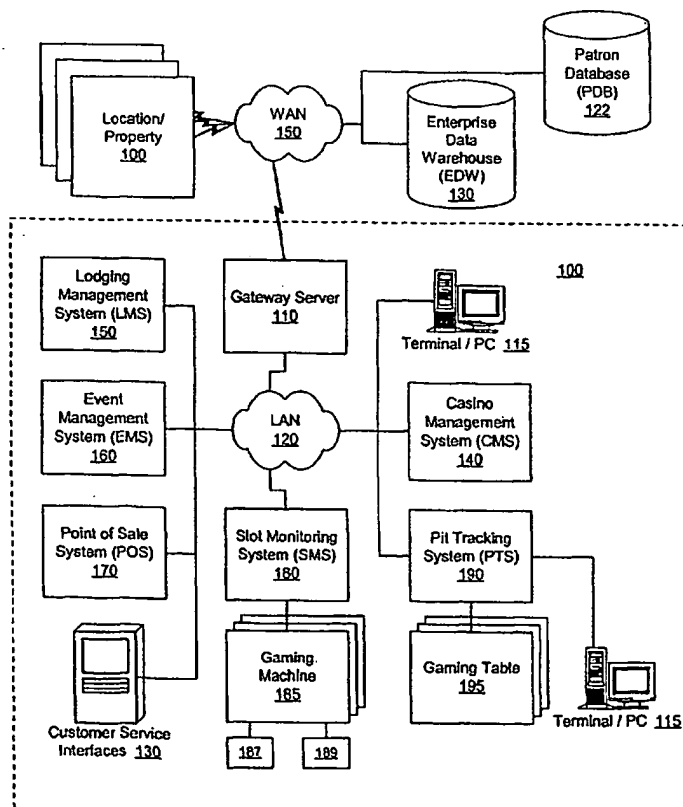 Patron
Database
(PDB)
122
WAN
150
Location/
Property
100
Enterprise
Data
Warehouse
(EDW)
130
Lodging
Management
System (LMS)
150
Gateway Server
110
100
Terminal / PC 115
Event
Management
System (EMS)
160
LAN
120
Casino
Management
System (CMS)
140
Point of Sale
System (POS)
170
Slot Monitoring
System (SMS)
180
Pit Tracking
System (PTS)
190
Gaming
Machine
185
Gaming Table
195
Customer Service
Interfaces 130
187
189
Terminal / PC 115